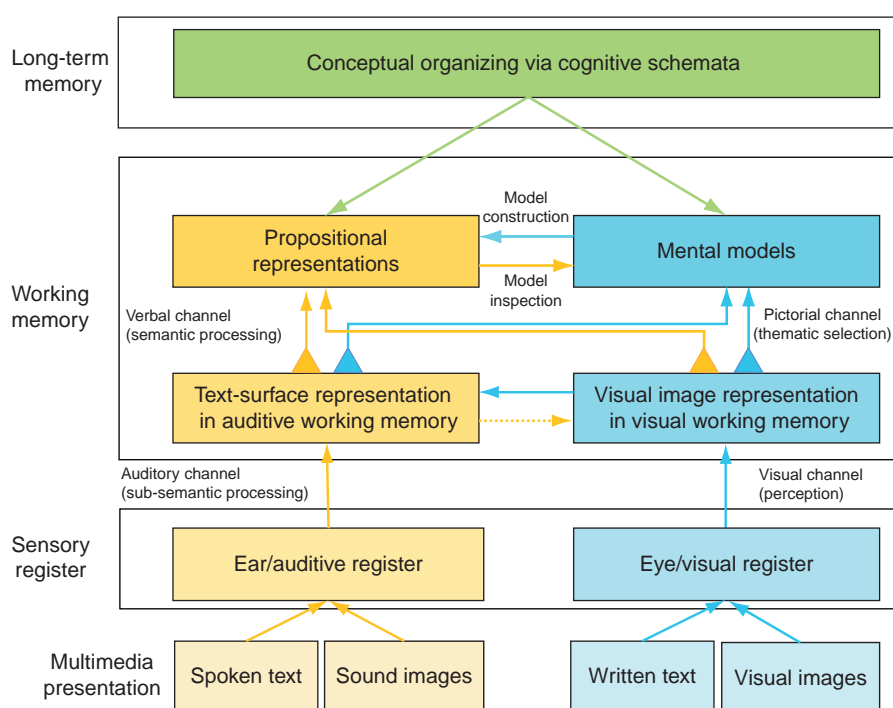 Long-term
memory
Conceptual organizing via cognitive schemata
Working
memory
Propositional
representations
Model
construction
Model
inspection
Mental models
Verbal channel
(semantic processing)
Pictorial channel
(thematic selection)
Text-surface representation
in auditive working memory
Visual image representation
in visual working memory
Auditory channel
(sub-semantic processing)
Visual channel
(perception)
Sensory
register
Ear/auditive register
Eye/visual register
Multimedia
presentation
Spoken text
Sound images
Written text
Visual images